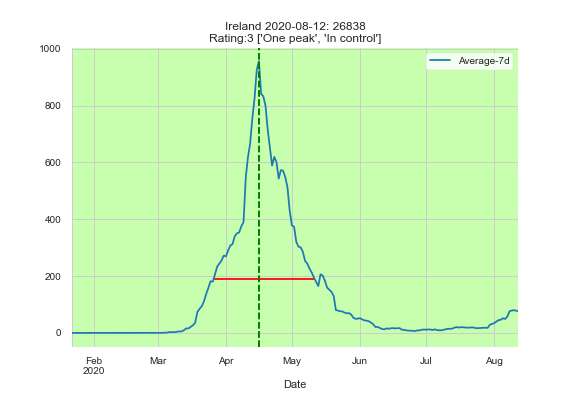 Ireland 2020-08-12: 26838
Rating:3 ['One peak', 'In control']
Average-7d
1000
800
600
400
200
0
Feb
2020
Mar
Apr
May
Jun
Jul
Aug
Date